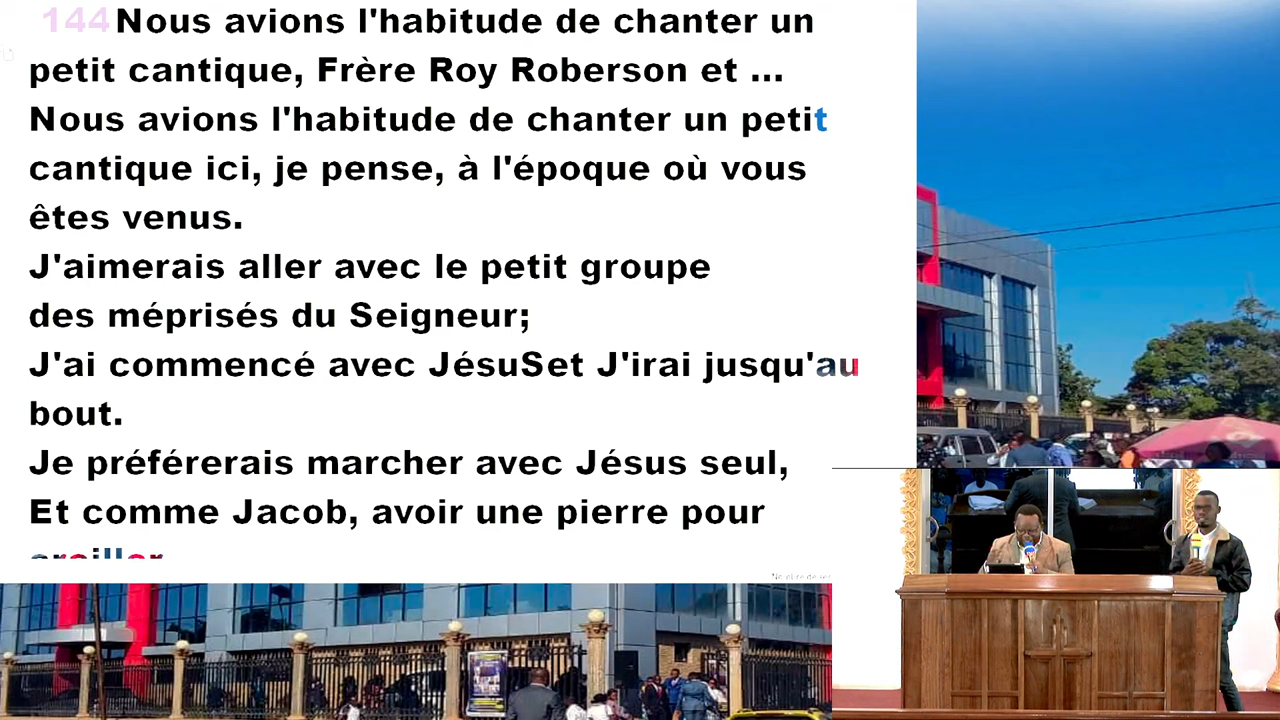 144Nous avions l'habitude de chanter un
petit cantique, Frère Roy Roberson et ...
Nous avions l'habitude de chanter un petit
cantique ici, je pense, à l'époque où vous
êtes venus.
J'aimerais aller avec le petit groupe
des méprisés du Seigneur;
J'ai commencé avec JésuSet J'irai jusqu'au
bout.
Je préférerais marcher avec Jésus seul,
Et comme Jacob, avoir une pierre pour